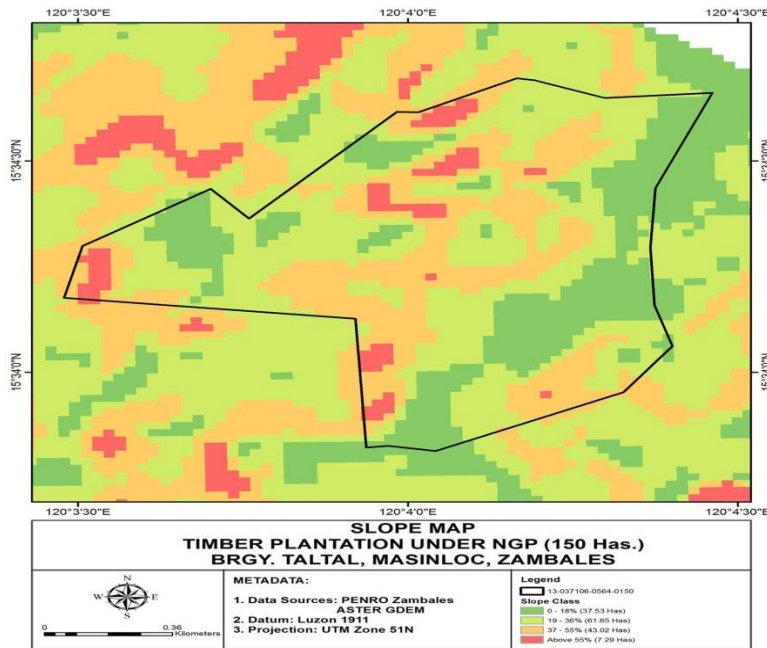 120°3'30"E
120°4'0"E
120°4'30"E
15°34'30"N
15°34'0"N
15°34'0"N
SLOPE MAP
TIMBER PLANTATION UNDER NGP (150 Has.)
BRGY. TALTAL, MASINLOC, ZAMBALES
N
W
E
S
0
0.36
Kilometers
METADATA:
1. Data Sources: PENRO Zambales
ASTER GDEM
2. Datum: Luzon 1911
3. Projection: UTM Zone 51N
Legend
13-037106-0564-0150
Slope Class
0 - 18% (37.53 Has)
19 - 36% (61.65 Has)
37 - 55% (43.02 Has)
Above 55% (7.29 Has)
120°3'30"E
120°4'0"E
120°4'30"E